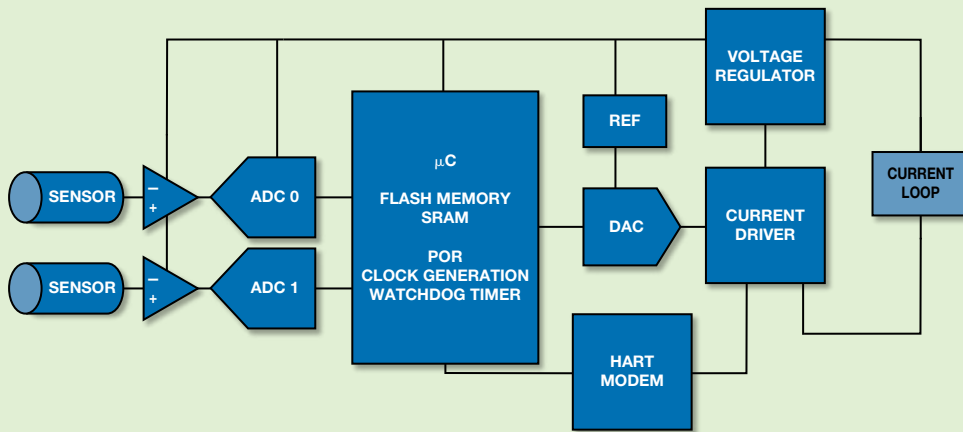 VOLTAGE
REGULATOR
REF
μC
FLASH MEMORY
SRAM
POR
CLOCK GENERATION
WATCHDOG TIMER
SENSOR
−
+
ADC 0
DAC
CURRENT
DRIVER
CURRENT
LOOP
SENSOR
−
+
ADC 1
HART
MODEM